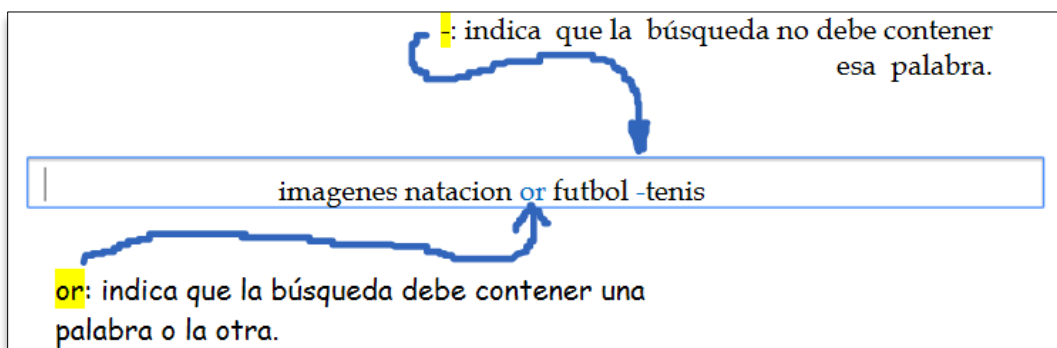 -: indica que la búsqueda no debe contener
esa palabra.
imagenes natacion or futbol -tenis
or: indica que la búsqueda debe contener una
palabra o la otra.